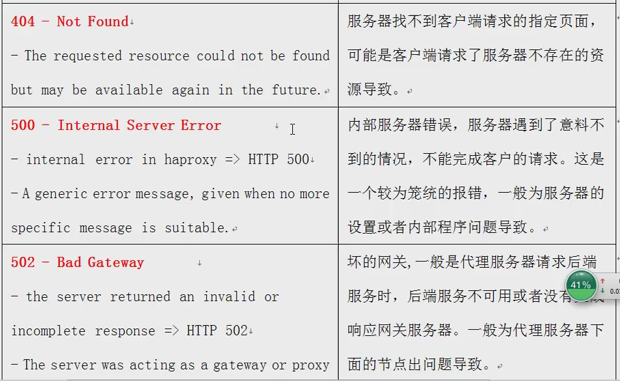 404 - Not Found
- The requested resource could not be found
but may be available again in the future.
服务器找不到客户端请求的指定页面，
可能是客户端请求了服务器不存在的资
源导致。
500 - Internal Server Error
- internal error in haproxy => HTTP 500
- A generic error message, given when no more
specific message is suitable.
内部服务器错误，服务器遇到了意料不
到的情况，不能完成客户的请求。这是
一个较为笼统的报错，一般为服务器的
设置或者内部程序问题导致。
502 - Bad Gateway
- the server returned an invalid or
incomplete response => HTTP 502
- The server was acting as a gateway or proxy
坏的网关,一般是代理服务器请求后端
服务时，后端服务不可用或者没有
响应网关服务器。一般为代理服务器下
面的节点出问题导致。
41%